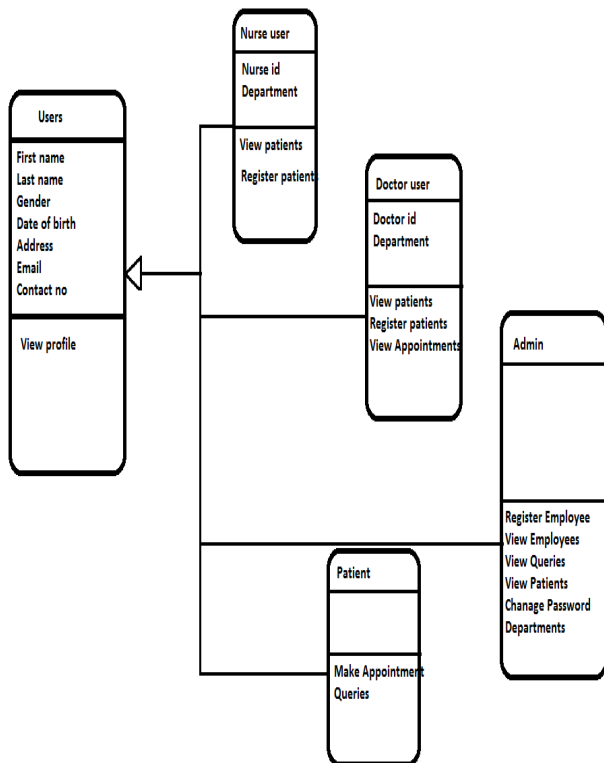 Users
First name
Last name
Gender
Date of birth
Address
Email
Contact no
View profile
Nurse user
Nurse id
Department
View patients
Register patients
Doctor user
Doctor id
Department
View patients
Register patients
View Appointments
Admin
Register Employee
View Employees
View Queries
View Patients
Chanage Password
Departments
Patient
Make Appointment
Queries